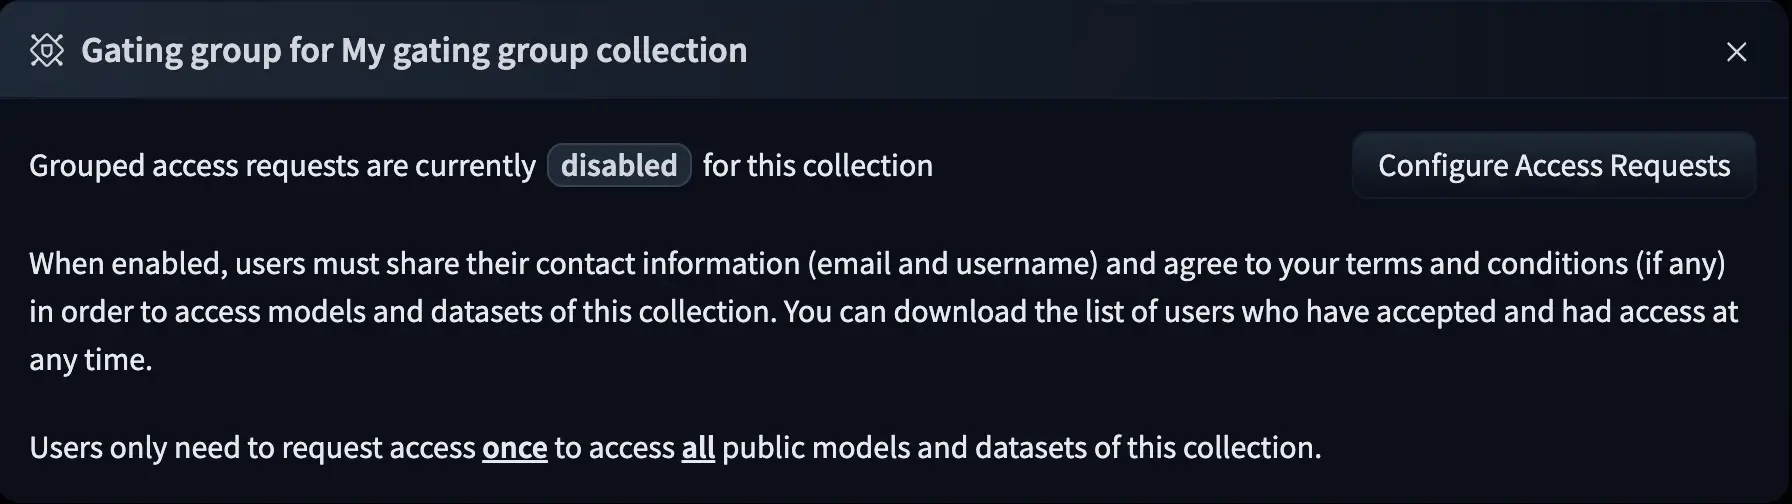 Gating group for My gating group collection
Grouped access requests are currently disabled for this collection
Configure Access Requests
When enabled, users must share their contact information (email and username) and agree to your terms and conditions (if any)
in order to access models and datasets of this collection. You can download the list of users who have accepted and had access at
any time.
Users only need to request access once to access all public models and datasets of this collection.